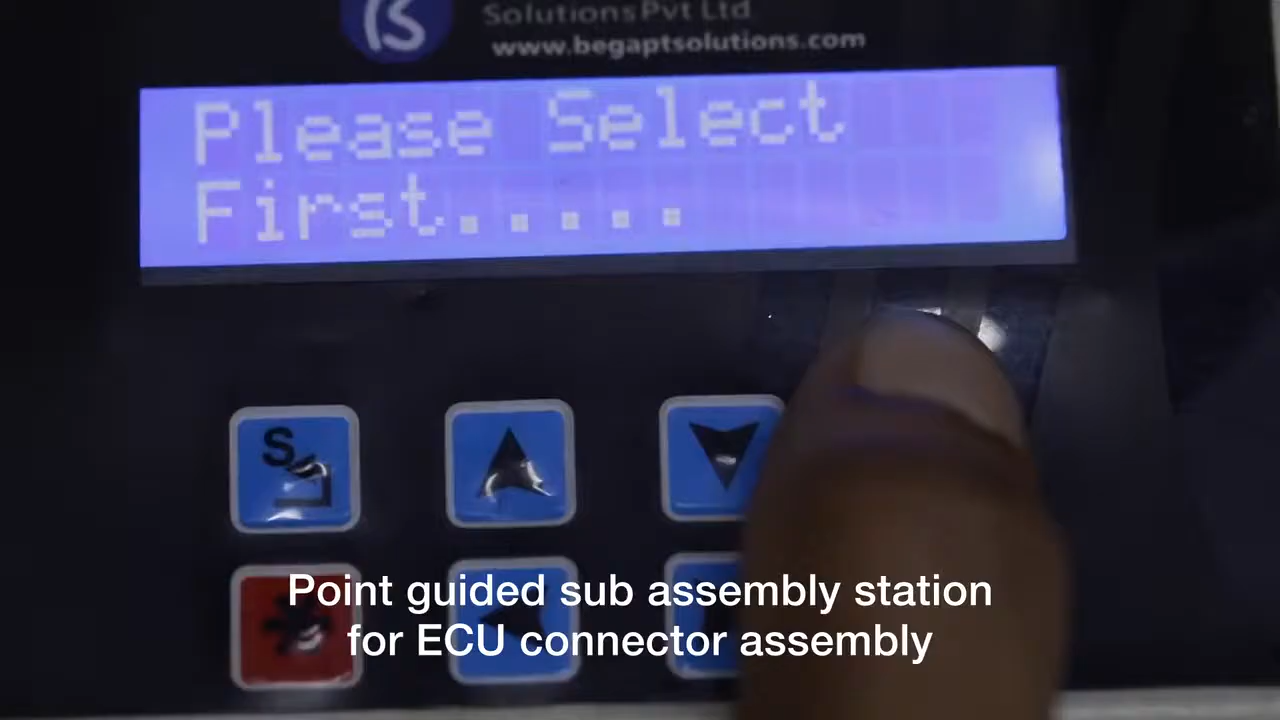 Solutions Pvt Ltd
www.begaptsolutions.com
Please Select
First.....
S
Point guided sub assembly station
for ECU connector assembly